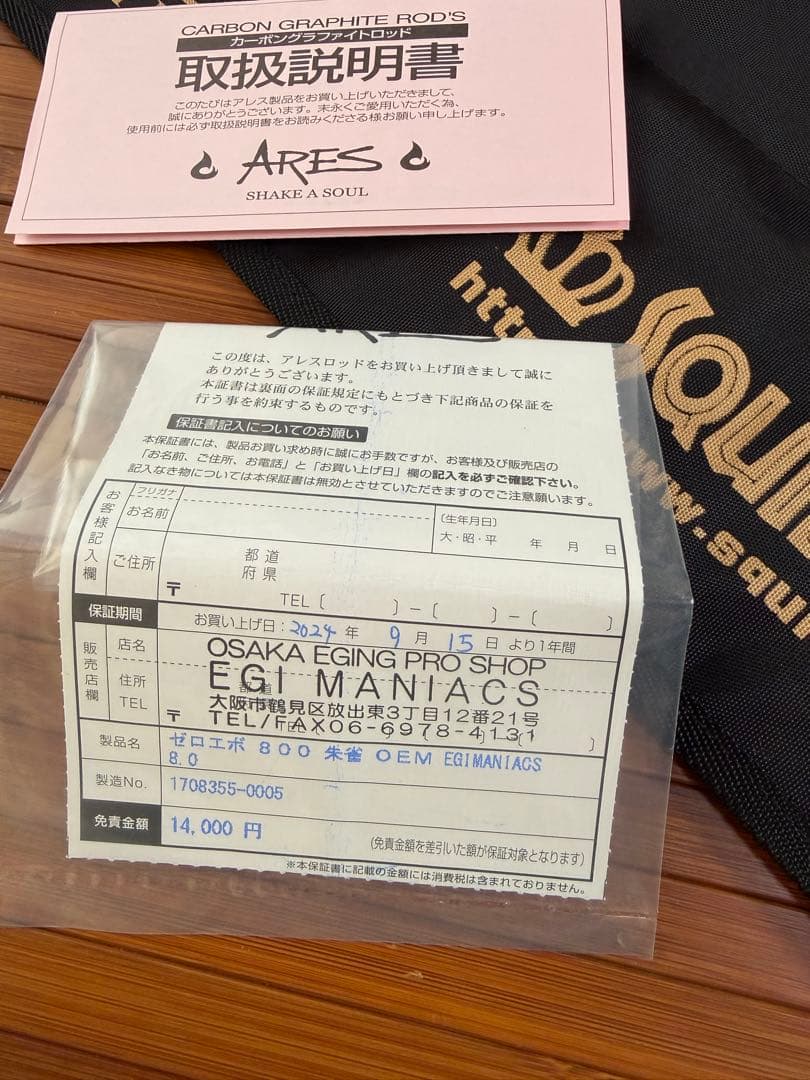 CARBON GRAPHITE ROD'S
カーボングラファイトロッド
取扱説明書
このたびはアレス製品をお買い上げいただきまして、
誠にありがとうございます。末永くご愛用いただく為、
使用前には必ず取扱説明書をお読みくださる様お願い申し上げます。
ARES
SHAKE A SOUL
この度は、アレスロッドをお買い上げ頂きまして誠に
ありがとうございます。
本証書は裏面の保証規定にもとづき下記商品の保証を
行う事を約束するものです。
保証書記入についてのお願い
本保証書には、製品お買い求め時に誠にお手数ですが、お客様及び販売店の
「お名前、ご住所、お電話」と「お買い上げ日」欄の記入を必ずご確認下さい。
記入なき物については本保証書は無効とさせていただきますのでご注意願います。
お客様記入欄
フリガナ
お名前
〔生年月日〕
大・昭・平 年 月 日
ご住所
都道
府県
〒
TEL〔 〕-〔 〕-〔 〕
保証期間
お買い上げ日：2024 年 9 月 15 日 より1年間
販売店欄
店名
住所
TEL
OSAKA EGING PRO SHOP
EGI MANIACS
都道
〒
大阪市鶴見区放出東3丁目12番21号
TEL/FAX06-6978-4131
製品名
ゼロエボ 800 朱雀 OEM EGIMANIACS
8.0
製造No.
1708355-0005
免責金額
14,000 円
(免責金額を差引いた額が保証対象となります)
※本保証書に記載の金額には消費税は含まれておりません。